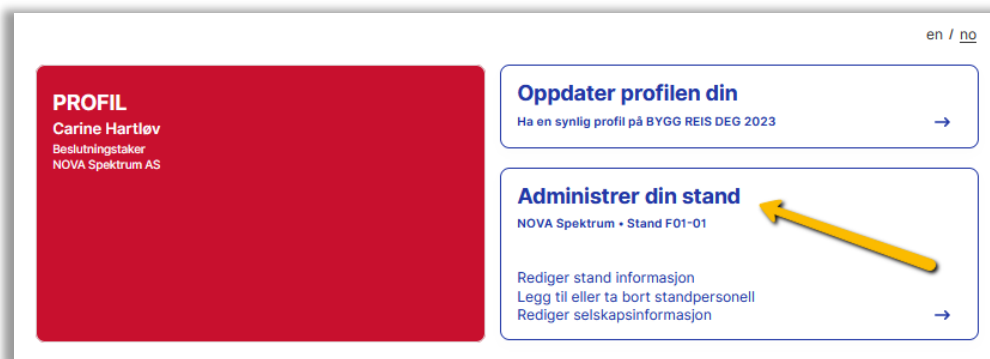 en / no
PROFIL
Carine Hartløv
Beslutningstaker
NOVA Spektrum AS
Oppdater profilen din
Ha en synlig profil på BYGG REIS DEG 2023
Administrer din stand
NOVA Spektrum • Stand F01-01
Rediger stand informasjon
Legg til eller ta bort standpersonell
Rediger selskapsinformasjon